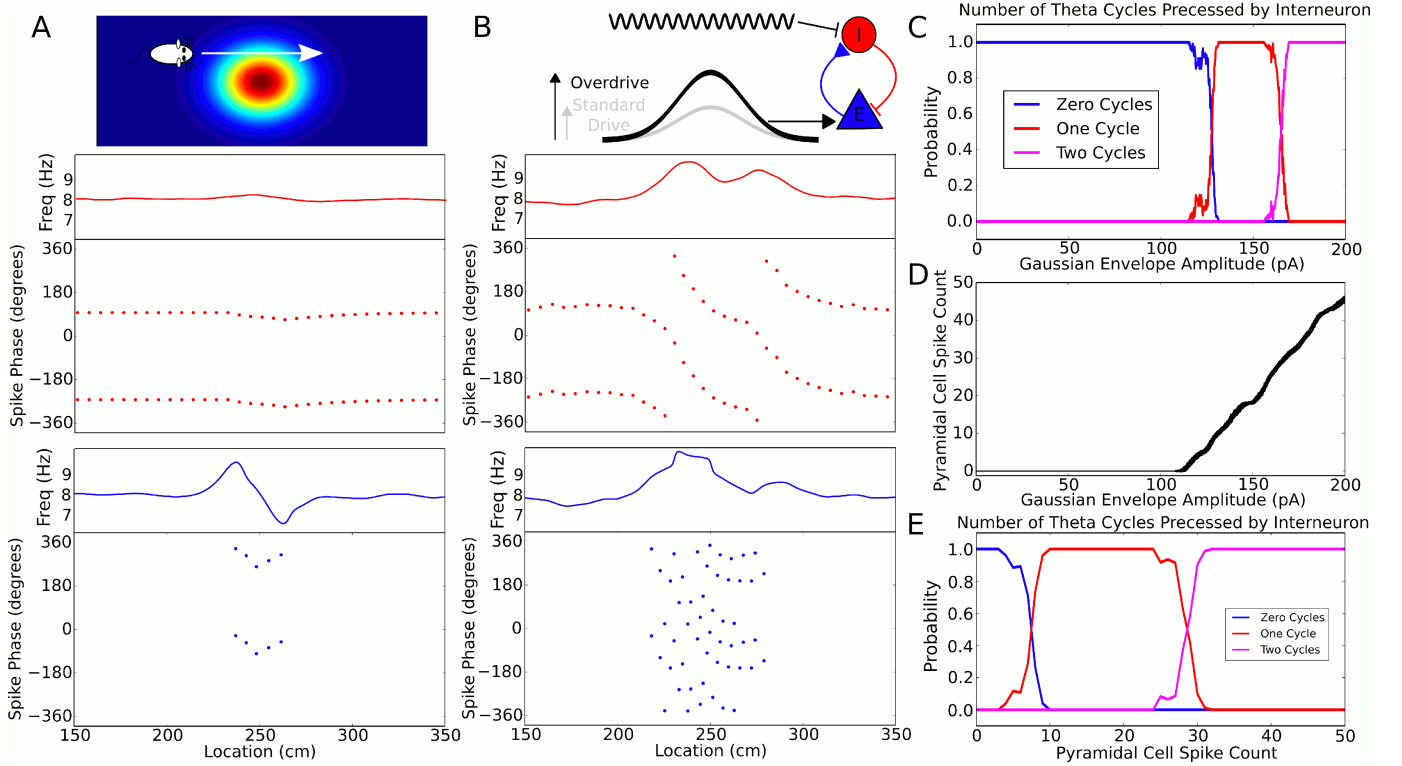 A
B
I
E
Overdrive
Standard
Drive
Freq (Hz)
9
8
7
Spike Phase (degrees)
360
180
0
−180
−360
Freq (Hz)
9
8
7
Spike Phase (degrees)
360
180
0
−180
−360
150 200 250 300 350
Location (cm)
Freq (Hz)
9
8
7
Spike Phase (degrees)
360
180
0
−180
−360
Freq (Hz)
9
8
7
Spike Phase (degrees)
360
180
0
−180
−360
150 200 250 300 350
Location (cm)
C
Number of Theta Cycles Precessed by Interneuron
Probability
1.0
0.8
0.6
0.4
0.2
0.0
Zero Cycles
One Cycle
Two Cycles
0 50 100 150 200
Gaussian Envelope Amplitude (pA)
D
Pyramidal Cell Spike Count
50
40
30
20
10
0
0 50 100 150 200
Gaussian Envelope Amplitude (pA)
E
Number of Theta Cycles Precessed by Interneuron
Probability
1.0
0.8
0.6
0.4
0.2
0.0
Zero Cycles
One Cycle
Two Cycles
0 10 20 30 40 50
Pyramidal Cell Spike Count